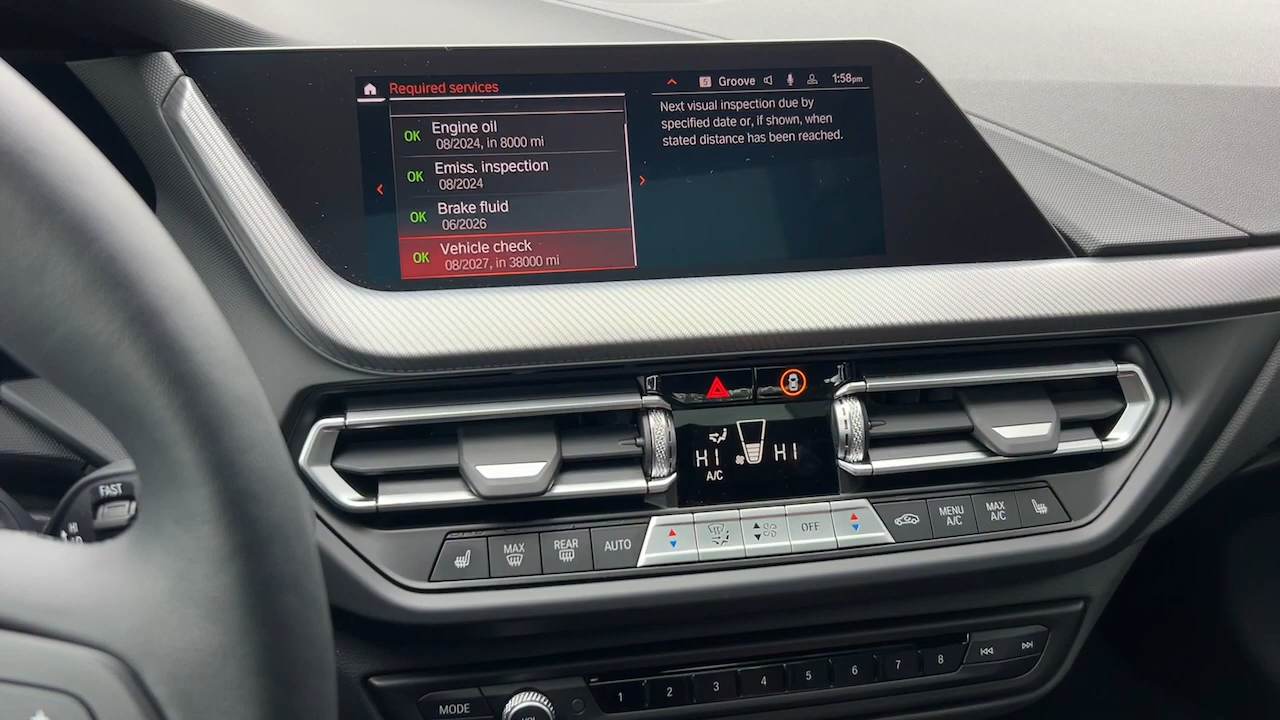 Required services
5 Groove 1:58pm
OK Engine oil
08/2024, in 8000 mi
OK Emiss. inspection
08/2024
OK Brake fluid
06/2026
OK Vehicle check
08/2027, in 38000 mi
Next visual inspection due by
specified date or, if shown, when
stated distance has been reached.
HI HI
A/C
FAST
HI
MAX
REAR
AUTO
OFF
MENU
A/C
MAX
A/C
MODE
VOL
1 2 3 4 5 6 7 8